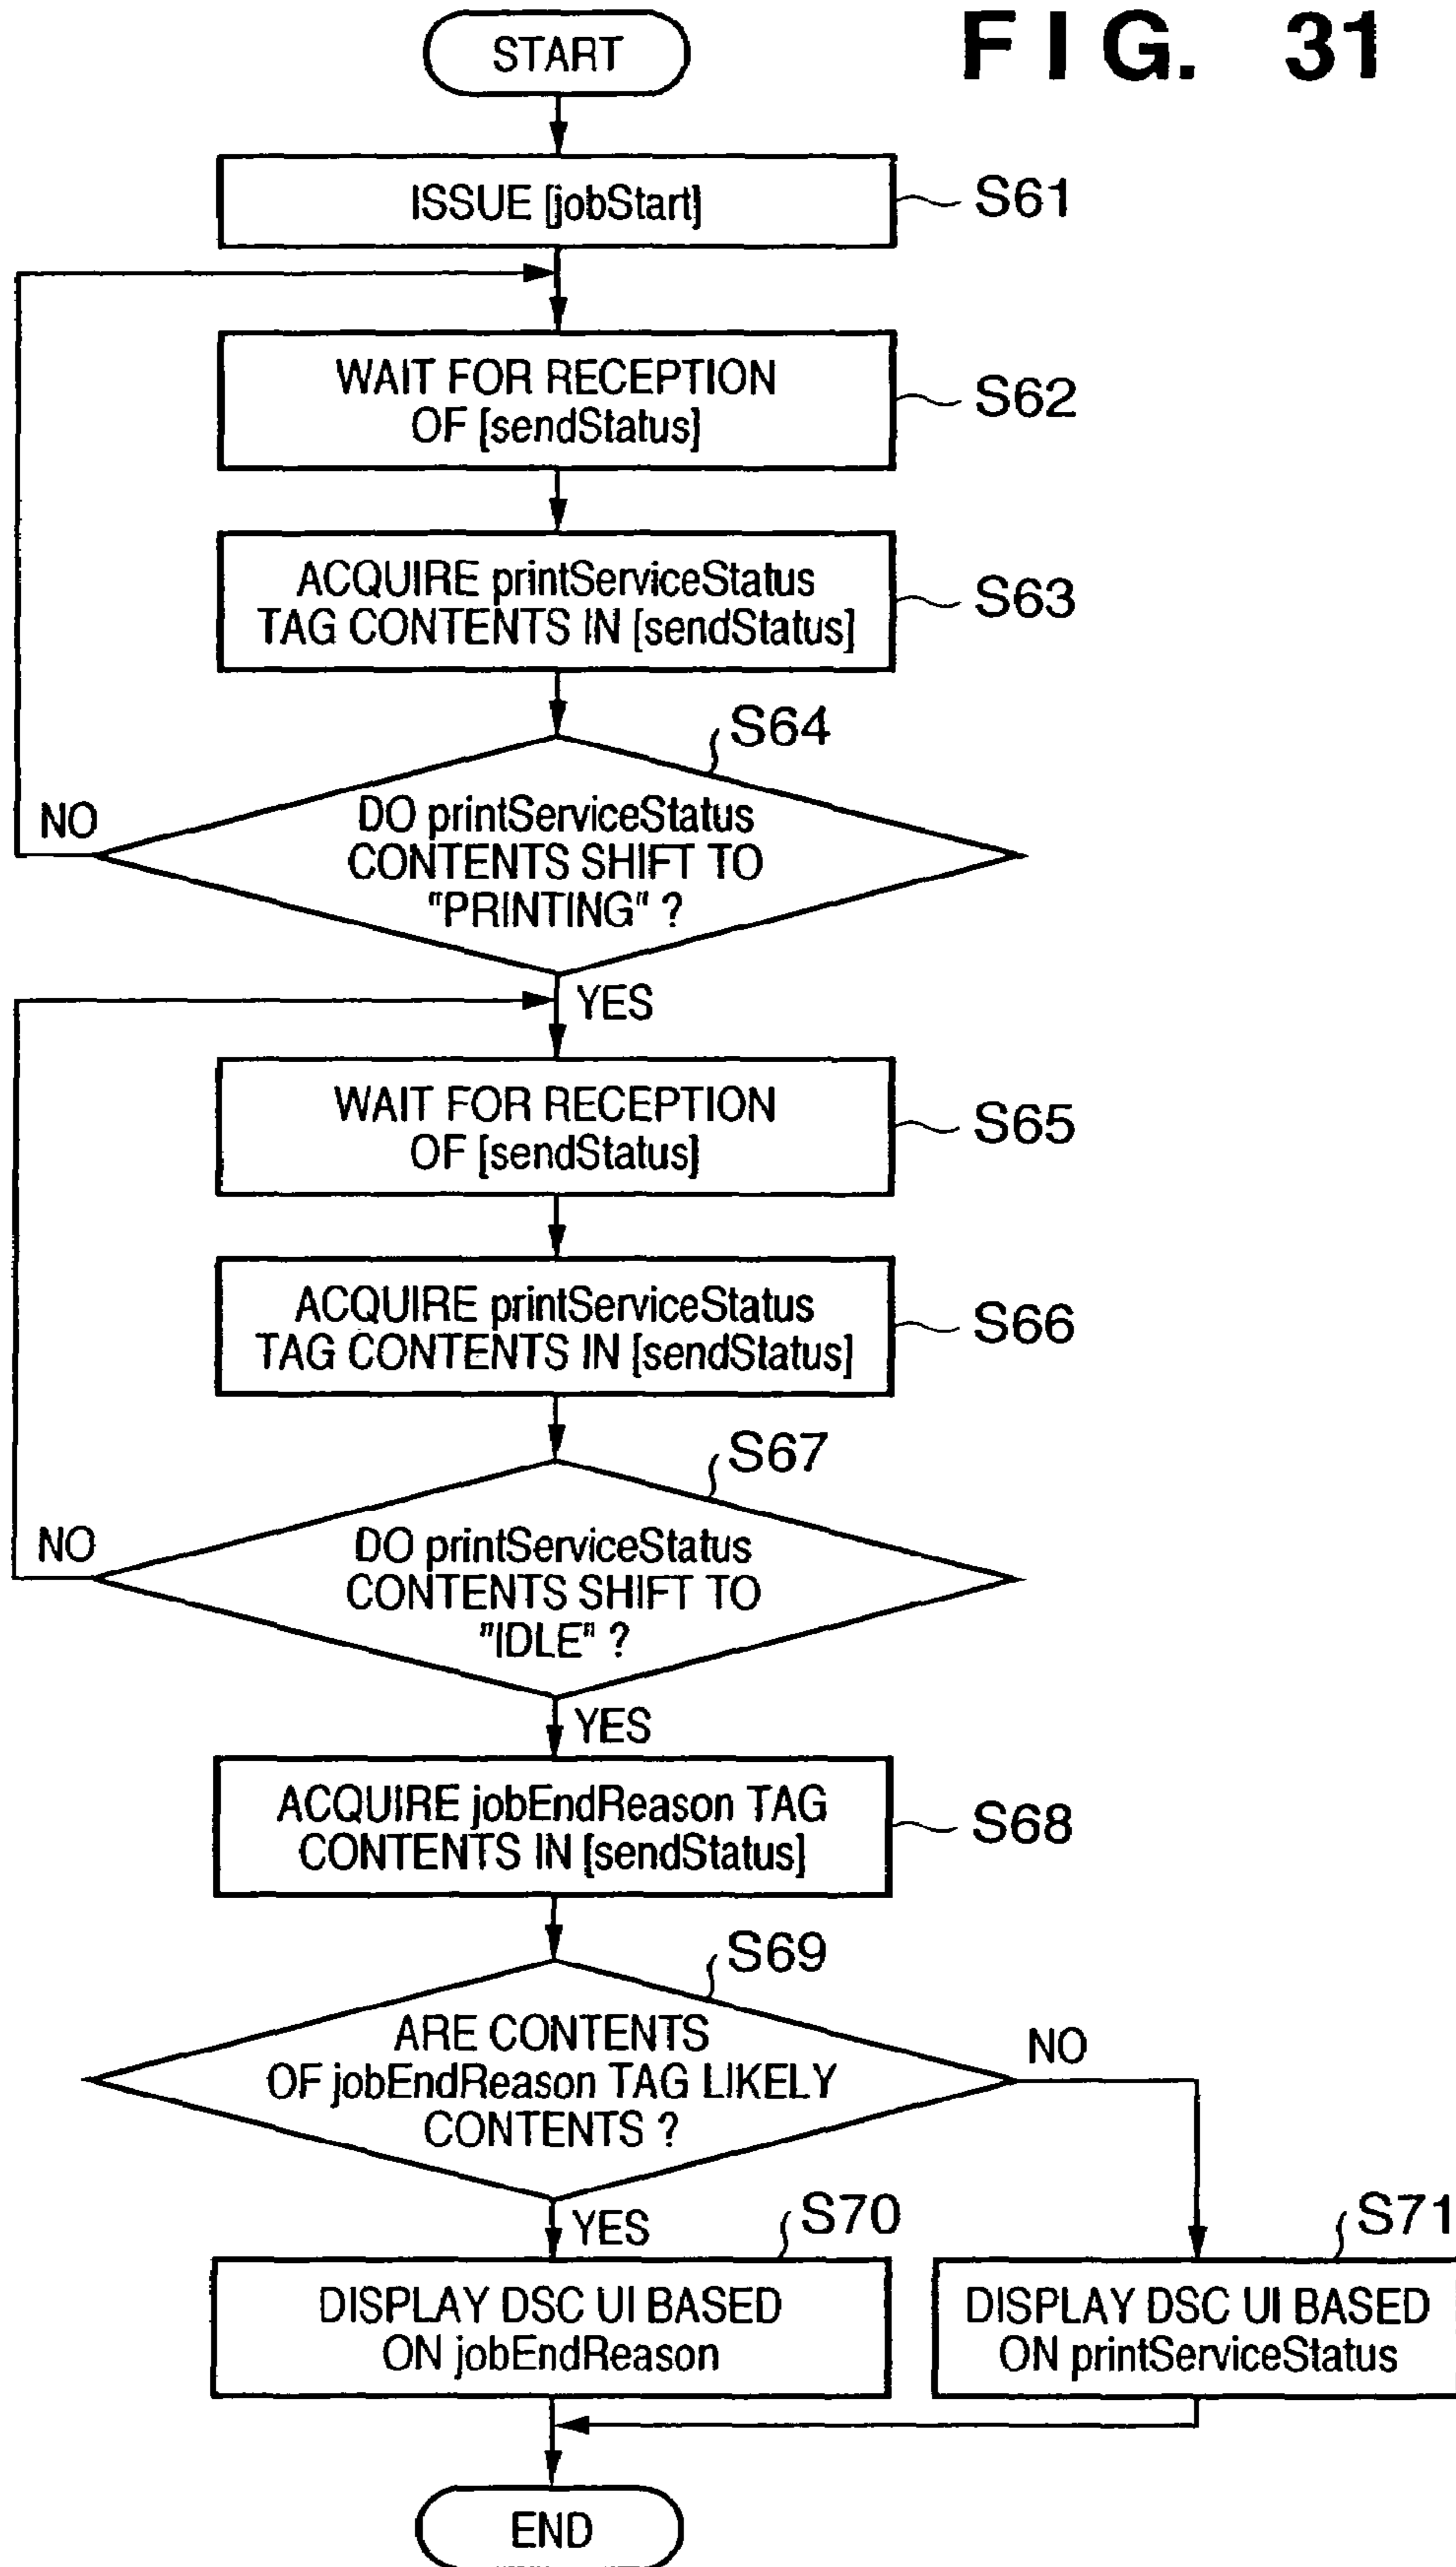 FIG. 31
START
ISSUE [jobStart]
S61
WAIT FOR RECEPTION
OF [sendStatus]
S62
ACQUIRE printServiceStatus
TAG CONTENTS IN [sendStatus]
S63
S64
DO printServiceStatus
CONTENTS SHIFT TO
"PRINTING" ?
NO
YES
WAIT FOR RECEPTION
OF [sendStatus]
S65
ACQUIRE printServiceStatus
TAG CONTENTS IN [sendStatus]
S66
S67
DO printServiceStatus
CONTENTS SHIFT TO
"IDLE" ?
NO
YES
ACQUIRE jobEndReason TAG
CONTENTS IN [sendStatus]
S68
S69
ARE CONTENTS
OF jobEndReason TAG LIKELY
CONTENTS ?
NO
YES
S70
DISPLAY DSC UI BASED
ON jobEndReason
S71
DISPLAY DSC UI BASED
ON printServiceStatus
END